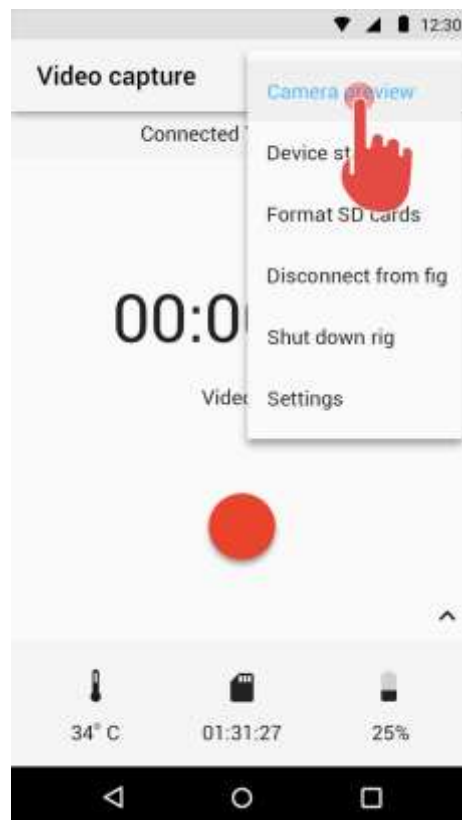 12:30
Video capture
Camera preview
Connected
Device st
Format SD cards
Disconnect from fig
00:0
Shut down rig
Video
Settings
34° C
01:31:27
25%